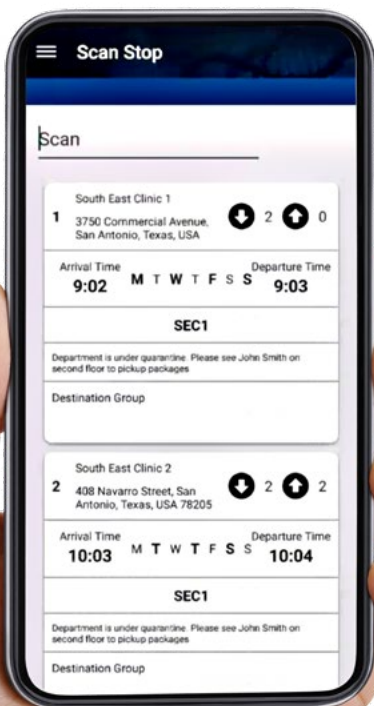 Scan Stop
Scan
South East Clinic 1
1
3750 Commercial Avenue,
San Antonio, Texas, USA
2
0
Arrival Time
9:02
M T W T F S S
Departure Time
9:03
SEC1
Department is under quarantine. Please see John Smith on
second floor to pickup packages
Destination Group
South East Clinic 2
2
408 Navarro Street, San
Antonio, Texas, USA 78205
2
2
Arrival Time
10:03
M T W T F S S
Departure Time
10:04
SEC1
Department is under quarantine. Please see John Smith on
second floor to pickup packages
Destination Group